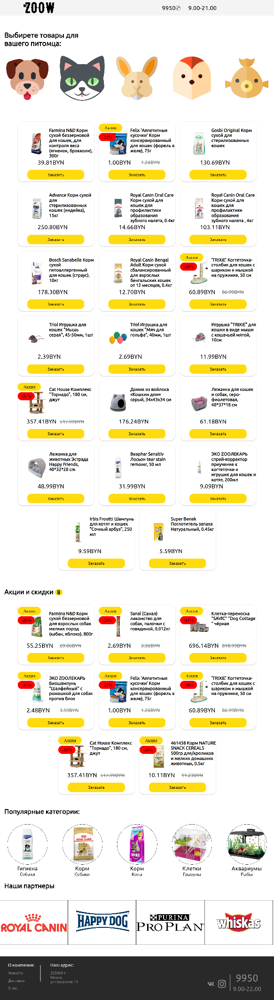 ZOOW
9950✆ 9.00-21.00
Выбирете товары для
вашего питомца:
Farmina N&D Корм
сухой беззерновой
для кошек, для
контроля веса
(ягненок, брокколи),
300г
39.81BYN
Заказать
Акция
-21%
Felix 'Аппетитные
кусочки' Корм
консервированный
для кошек (форель в
желе), 75г
1.00BYN 1.26BYN
Заказать
Gosbi Original Корм
сухой для
стерилизованных
кошек
130.69BYN
Заказать
Advance Корм сухой
для
стерилизованных
кошек (индейка),
15кг
250.80BYN
Заказать
Royal Canin Oral Care
Корм сухой для
кошек для
профилактики
образования
зубного налета, 0.4кг
14.66BYN
Заказать
Royal Canin Oral Care
Корм сухой для
кошек для
профилактики
образования
зубного налета , 4кг
103.11BYN
Заказать
Bosch Sanabelle Корм
сухой
гипоаллергенный
для кошек (страус),
10кг
178.30BYN
Заказать
Royal Canin Bengal
Adult Корм сухой
сбалансированный
для взрослых
бенгальских кошек
от 12 месяцев, 0.4кг
12.70BYN
Заказать
Акция
-30%
'TRIXIE' Когтеточка-
столбик для кошек с
шариком и мышкой
на пружинке, 50 см
60.89BYN 86.99BYN
Заказать
Triol Игрушка для
кошек "Мышь
серая", 45-50мм, 1шт
2.39BYN
Заказать
Triol Игрушка для
кошек "Мяч для
гольфа", 40мм, 1шт
2.69BYN
Заказать
Игрушка "TRIXIE" для
кошки в виде мыши
с кошачьей мятой,
10см
11.99BYN
Заказать
Акция
-31%
Cat House Комплекс
"Торнадо", 180 см,
джут
357.41BYN 517.99BYN
Заказать
Домик из войлока
«Кошкин дом»
серый, 34х43х34 см
176.24BYN
Заказать
Лежанка для кошек
и собак, серо-
фиолетовая,
48*37*18 см
61.18BYN
Заказать
Лежанка для
животных Эстрада
Happy Friends,
40*32*28 cm
48.99BYN
Заказать
Beaphar Sensitiv
Лосьон tear stain
remover, 50 мл
31.99BYN
Заказать
ЭКО ZOOЛЕКАРЬ
спрей-корректор
приучение к
когтеточке и
игрушке для кошек и
котят, 200мл
9.09BYN
Заказать
Irbis Frootti Шампунь
для котят и кошек
"Сочный арбуз", 250
мл
9.59BYN
Заказать
Super Benek
Поглотитель запаха
Натуральный, 0.45кг
5.59BYN
Заказать
Акции и скидки 8
Акция
-20%
Farmina N&D Корм
сухой беззерновой
для взрослых собак
мелких пород
(кабан, яблоко), 800г
55.25BYN 69.06BYN
Заказать
Акция
-20%
Sanal (Санал)
лакомство для
собак, палочки с
говядиной, 0.012кг
2.69BYN 3.36BYN
Заказать
Акция
-15%
Клетка-переноска
"SAVIC" "Dog Cottage
" чёрная
696.14BYN 818.99BYN
Заказать
Акция
-31%
ЭКО ZOOЛЕКАРЬ
Биошампунь
"Шалфейный" с
ромашкой для собак
против блох
2.48BYN 3.59BYN
Заказать
Акция
-21%
Felix 'Аппетитные
кусочки' Корм
консервированный
для кошек (форель в
желе), 75г
1.00BYN 1.26BYN
Заказать
Акция
-30%
'TRIXIE' Когтеточка-
столбик для кошек с
шариком и мышкой
на пружинке, 50 см
60.89BYN 86.99BYN
Заказать
Акция
-31%
Cat House Комплекс
"Торнадо", 180 см,
джут
357.41BYN 517.99BYN
Заказать
Акция
-10%
461438 Корм NATURE
SNACK CEREALS
500гр для/кроликов
и мелких домашних
животных, 0.5кг
10.11BYN 11.23BYN
Заказать
Популярные категории:
ROYAL CANIN
whiskas
Гигиена
Собаки
Корм
Собаки
Корм
Коты
Клетки
Грызуны
Аквариумы
Рыбы
Наши партнеры
ROYAL CANIN
HAPPY DOG
PURINA
PRO PLAN
whiskas
О компании:
Новости
Доставка
О нас
Наш адрес:
220006 г.
Минск,
ул.Свердлова 19
9950
9.00-22.00